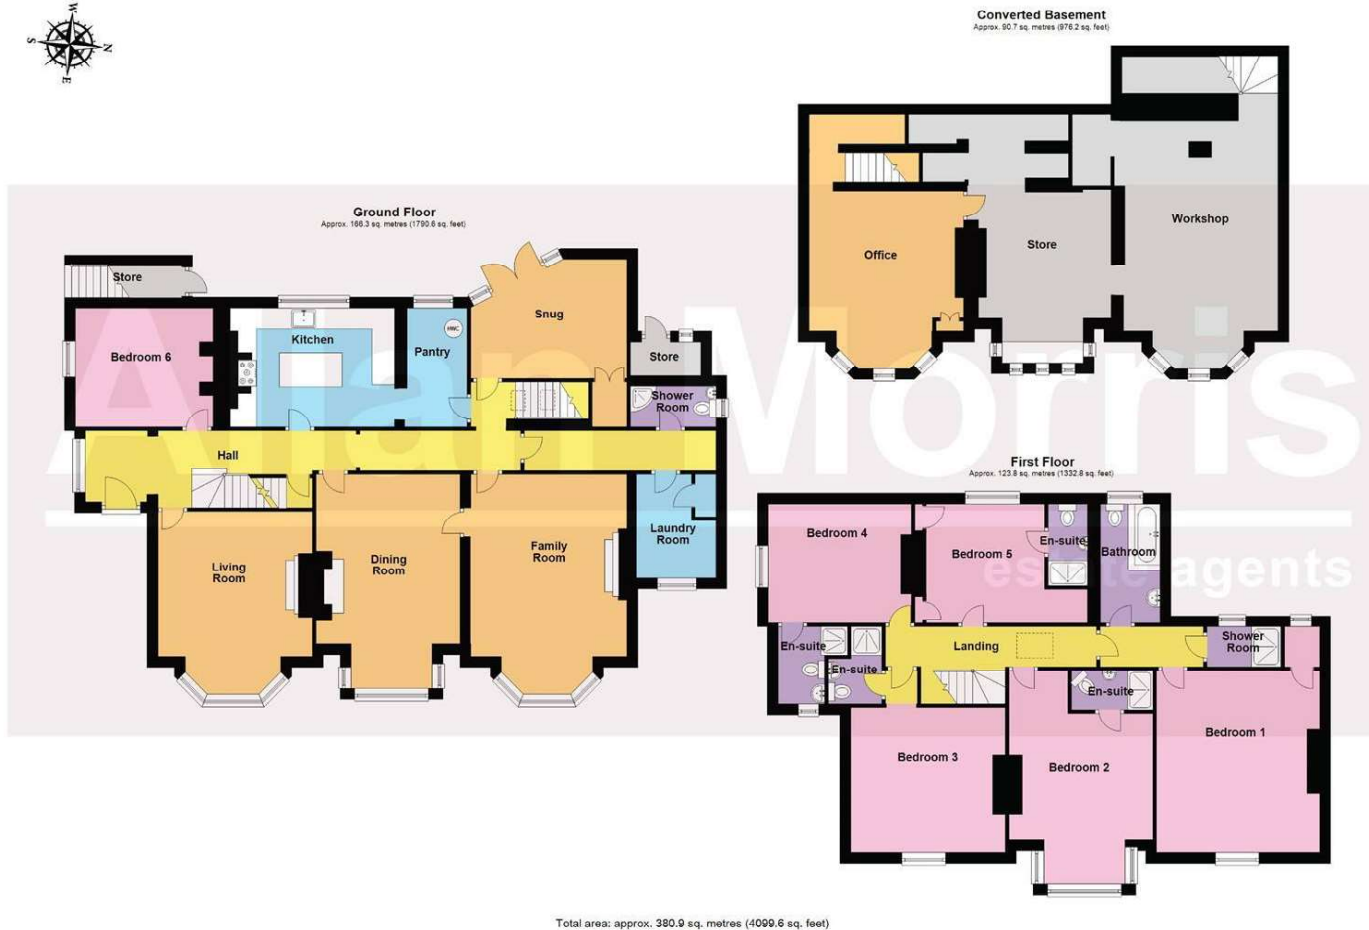 W
S
N
E
Converted Basement
Approx. 90.7 sq. metres (976.2 sq. feet)
Office
Store
Workshop
Ground Floor
Approx. 166.3 sq. metres (1790.6 sq. feet)
Store
Bedroom 6
Kitchen
Pantry
HWC
Snug
Store
Shower
Room
Hall
Living
Room
Dining
Room
Family
Room
Laundry
Room
Allan Morris
estate agents
First Floor
Approx. 123.8 sq. metres (1332.8 sq. feet)
Bedroom 4
Bedroom 5
En-suite
Bathroom
En-suite
En-suite
Landing
Shower
Room
En-suite
Bedroom 3
Bedroom 2
Bedroom 1
Total area: approx. 380.9 sq. metres (4099.6 sq. feet)